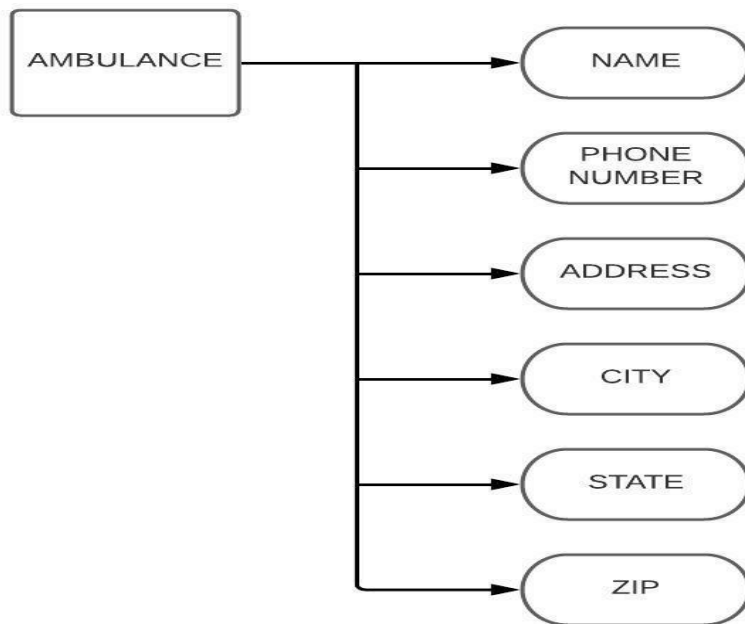 AMBULANCE
NAME
PHONE
NUMBER
ADDRESS
CITY
STATE
ZIP